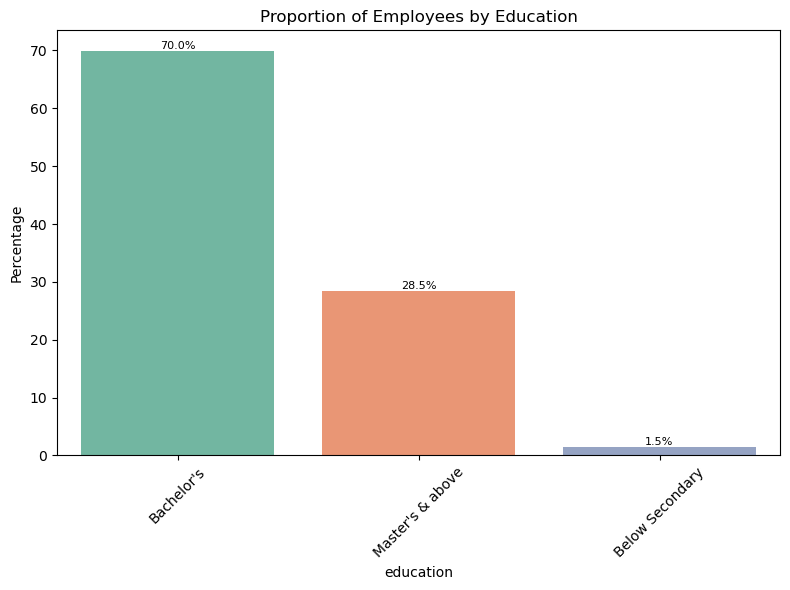 Proportion of Employees by Education
Percentage
70
60
50
40
30
20
10
0
70.0%
28.5%
1.5%
Bachelor's
Master's & above
Below Secondary
education